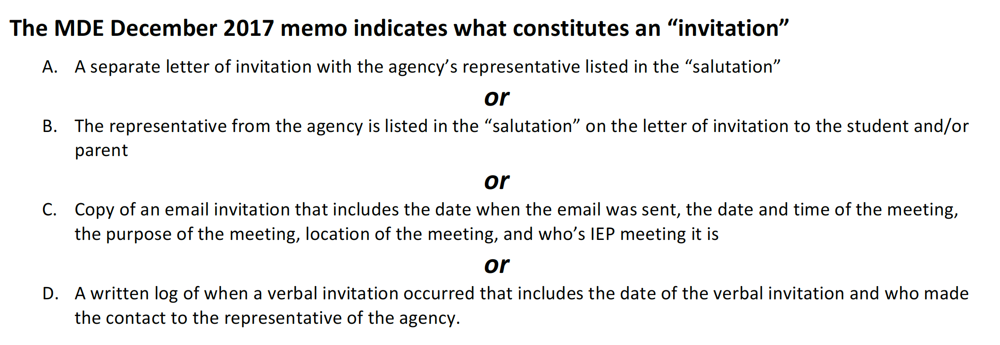 The MDE December 2017 memo indicates what constitutes an “invitation”
A. A separate letter of invitation with the agency’s representative listed in the “salutation”
or
B. The representative from the agency is listed in the “salutation” on the letter of invitation to the student and/or
parent
or
C. Copy of an email invitation that includes the date when the email was sent, the date and time of the meeting,
the purpose of the meeting, location of the meeting, and who’s IEP meeting it is
or
D. A written log of when a verbal invitation occurred that includes the date of the verbal invitation and who made
the contact to the representative of the agency.